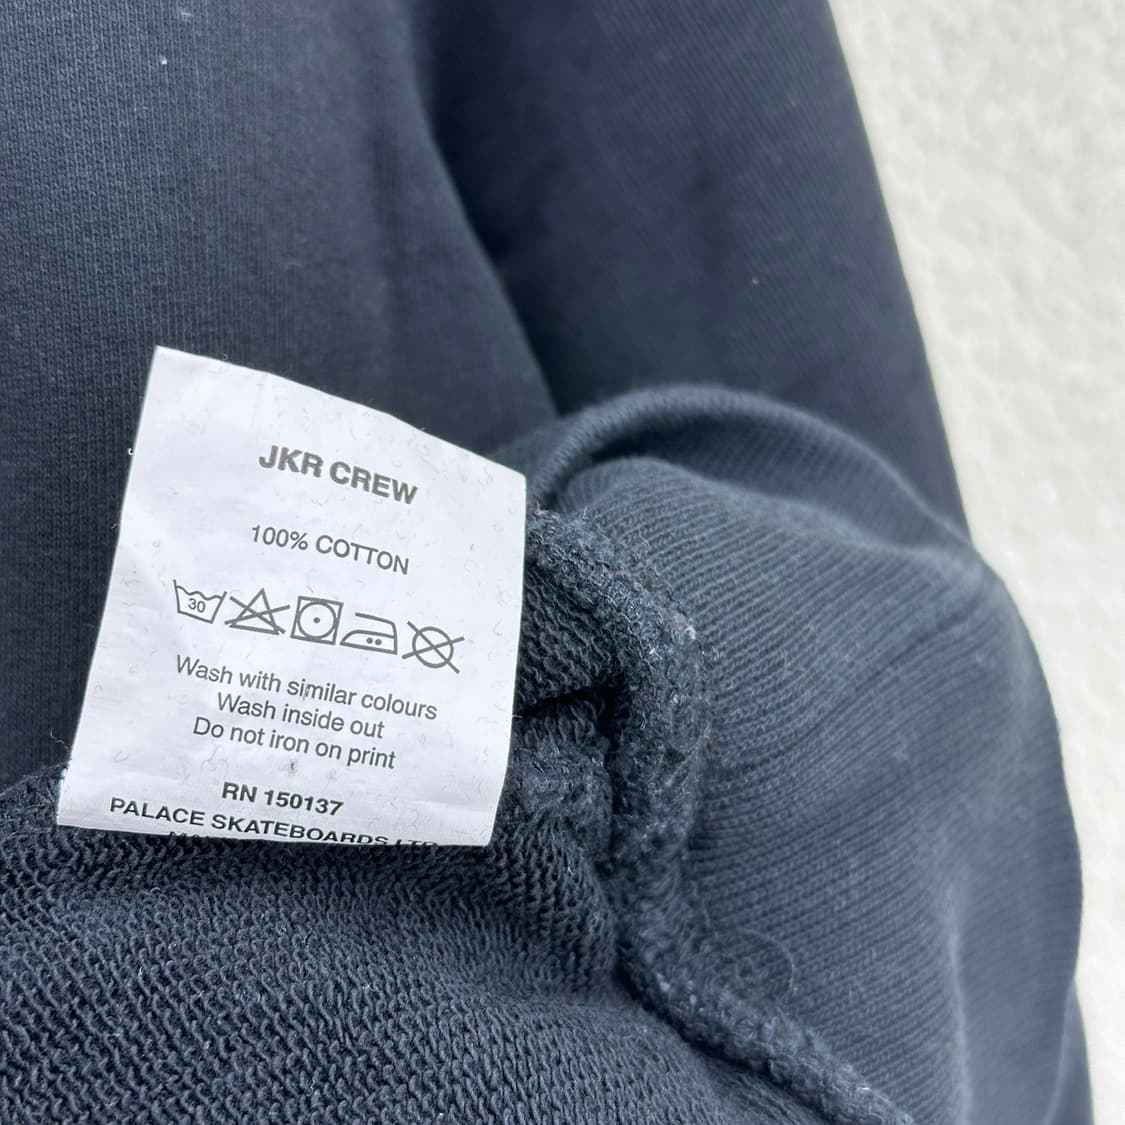 JKR CREW
100% COTTON
30
Wash with similar colours
Wash inside out
Do not iron on print
RN 150137
PALACE SKATEBOARDS LTD